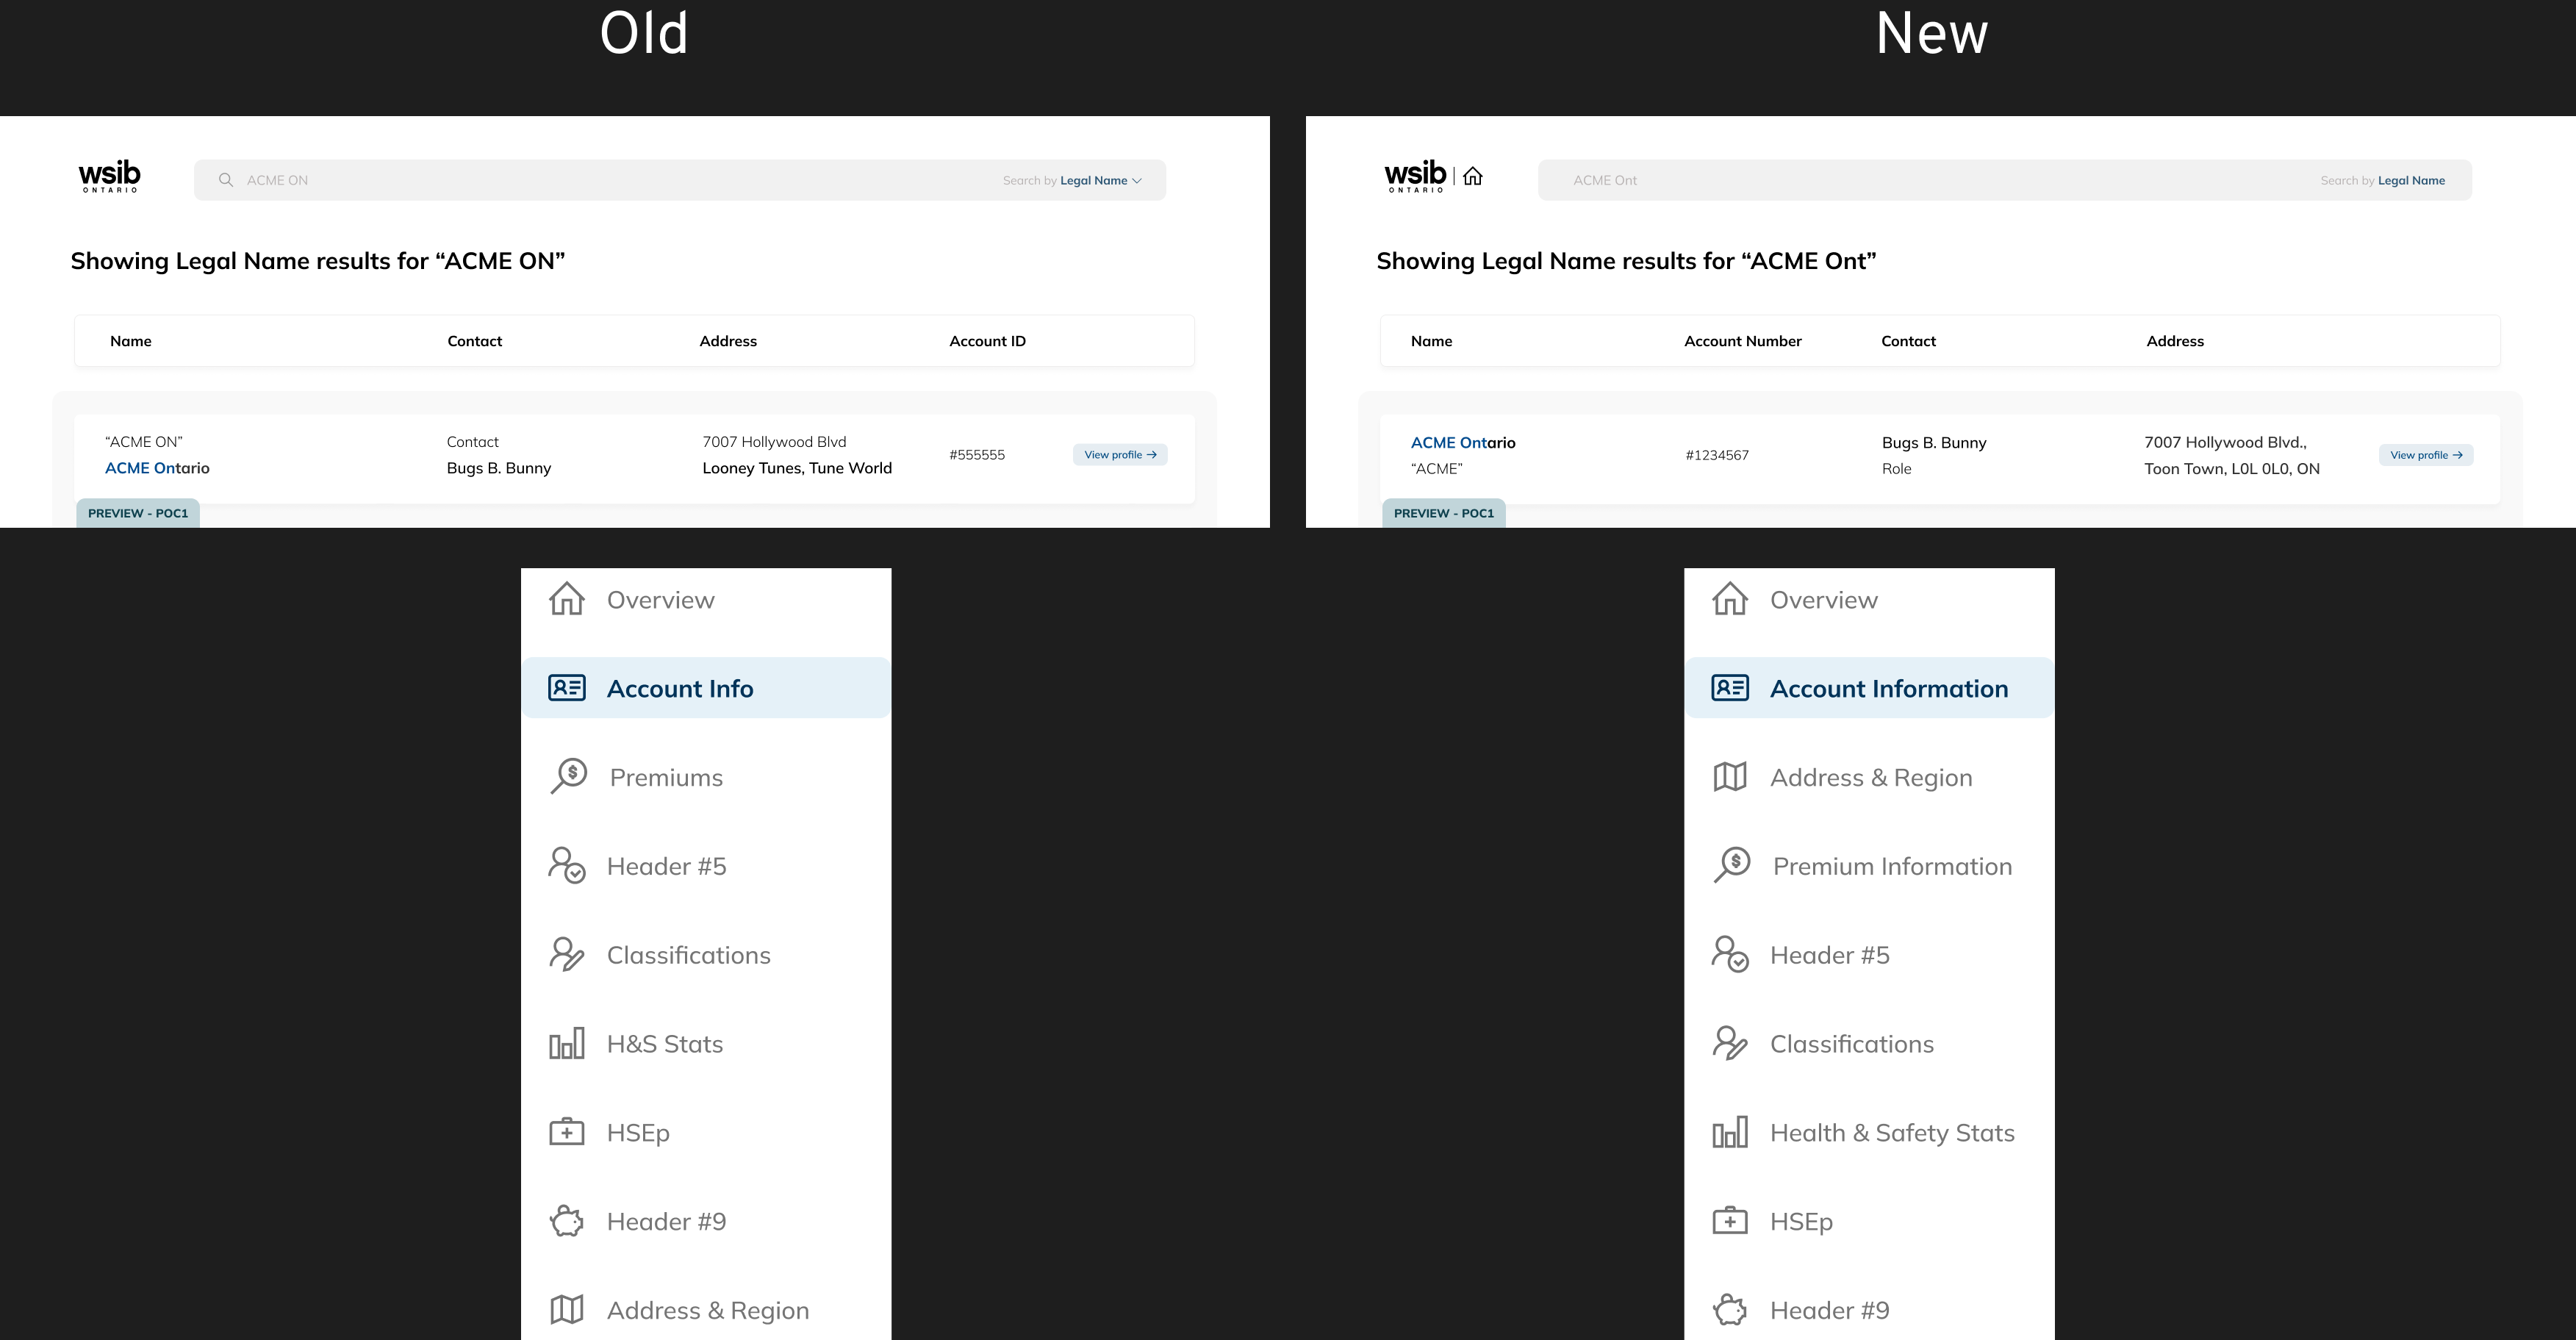 Old
New
wsib
ONTARIO
ACME ON
Search by Legal Name
Showing Legal Name results for “ACME ON”
Name Contact Address Account ID
“ACME ON” Contact 7007 Hollywood Blvd
ACME Ontario Bugs B. Bunny Looney Tunes, Tune World
#555555
View profile →
PREVIEW - POC1
wsib
ONTARIO
ACME Ont
Search by Legal Name
Showing Legal Name results for “ACME Ont”
Name Account Number Contact Address
ACME Ontario Bugs B. Bunny 7007 Hollywood Blvd.,
“ACME” Role Toon Town, L0L 0L0, ON
#1234567
View profile →
PREVIEW - POC1
Overview
Account Info
Premiums
Header #5
Classifications
H&S Stats
HSEp
Header #9
Address & Region
Overview
Account Information
Address & Region
Premium Information
Header #5
Classifications
Health & Safety Stats
HSEp
Header #9